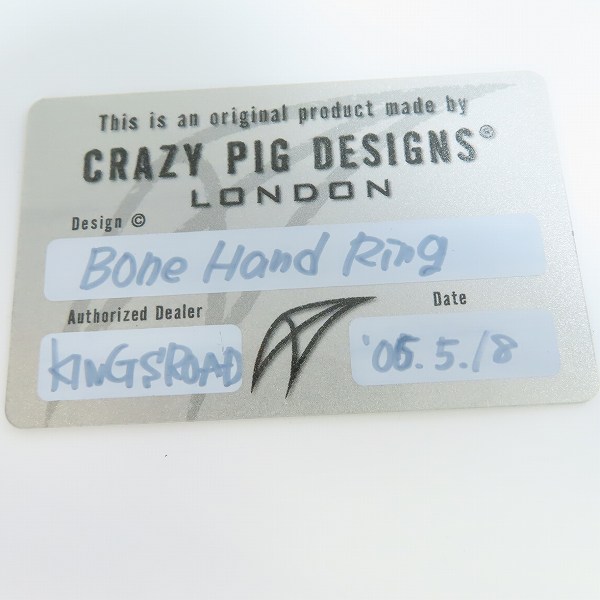 This is an original product made by
CRAZY PIG DESIGNS®
LONDON
Design ©
Bone Hand Ring
Authorized Dealer
Date
KINGSROAD
'05.5.18